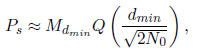 P_s ≈ M_{d_{min}} Q ( d_{min} / √(2N_0) ) ,